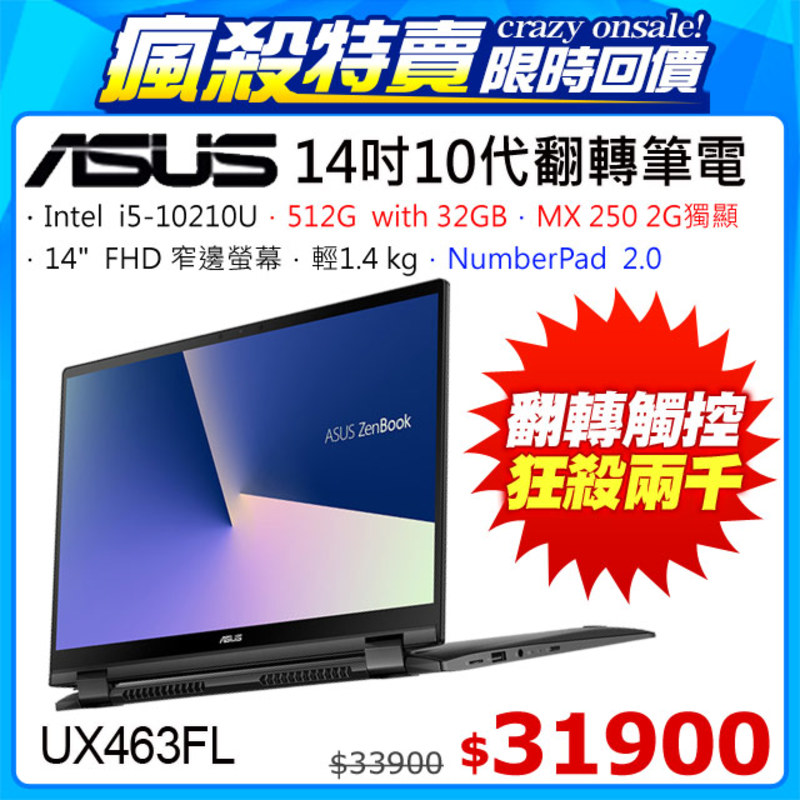 瘋殺特賣 crazy onsale!
限時回價
ASUS 14吋10代翻轉筆電
· Intel i5-10210U · 512G with 32GB · MX 250 2G獨顯
· 14" FHD 窄邊螢幕 · 輕1.4 kg · NumberPad 2.0
ASUS ZenBook
翻轉觸控
狂殺兩千
ASUS
UX463FL $33900 $31900